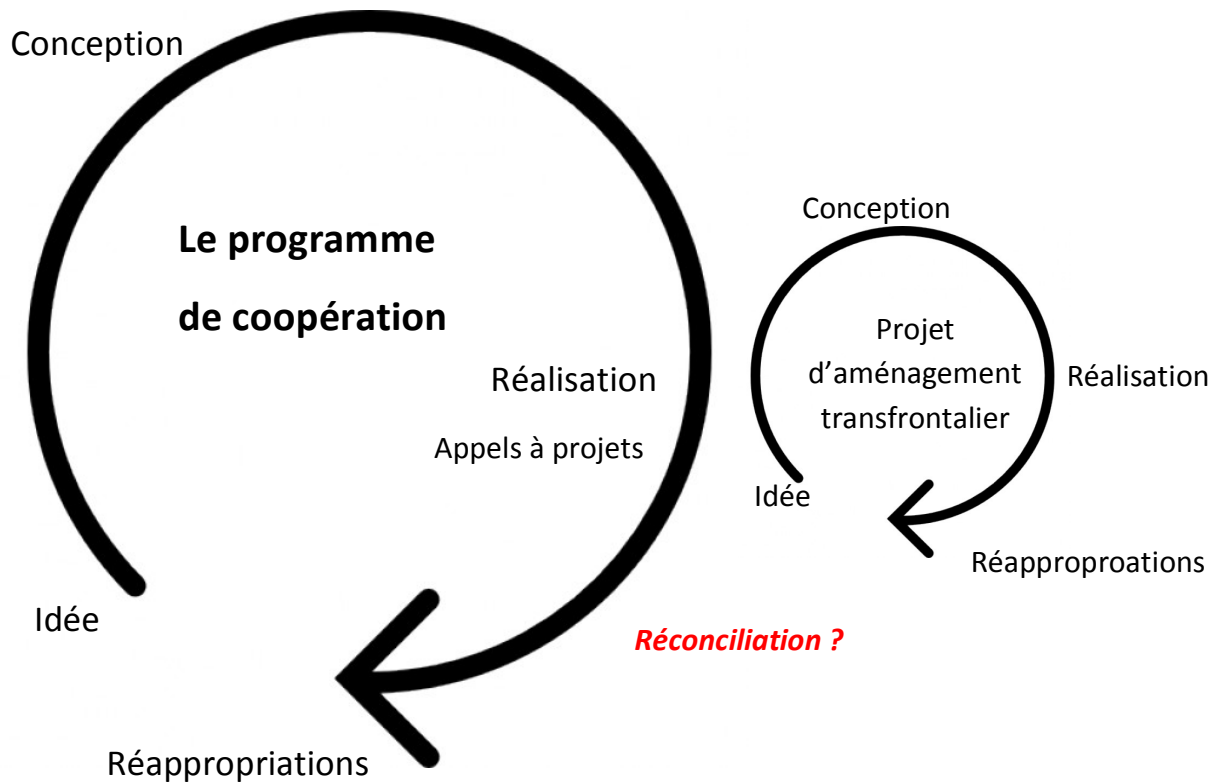 Conception
Le programme
de coopération
Réalisation
Appels à projets
Idée
Réappropriations
Réconciliation ?
Conception
Projet
d'aménagement
transfrontalier
Réalisation
Idée
Réapproproations